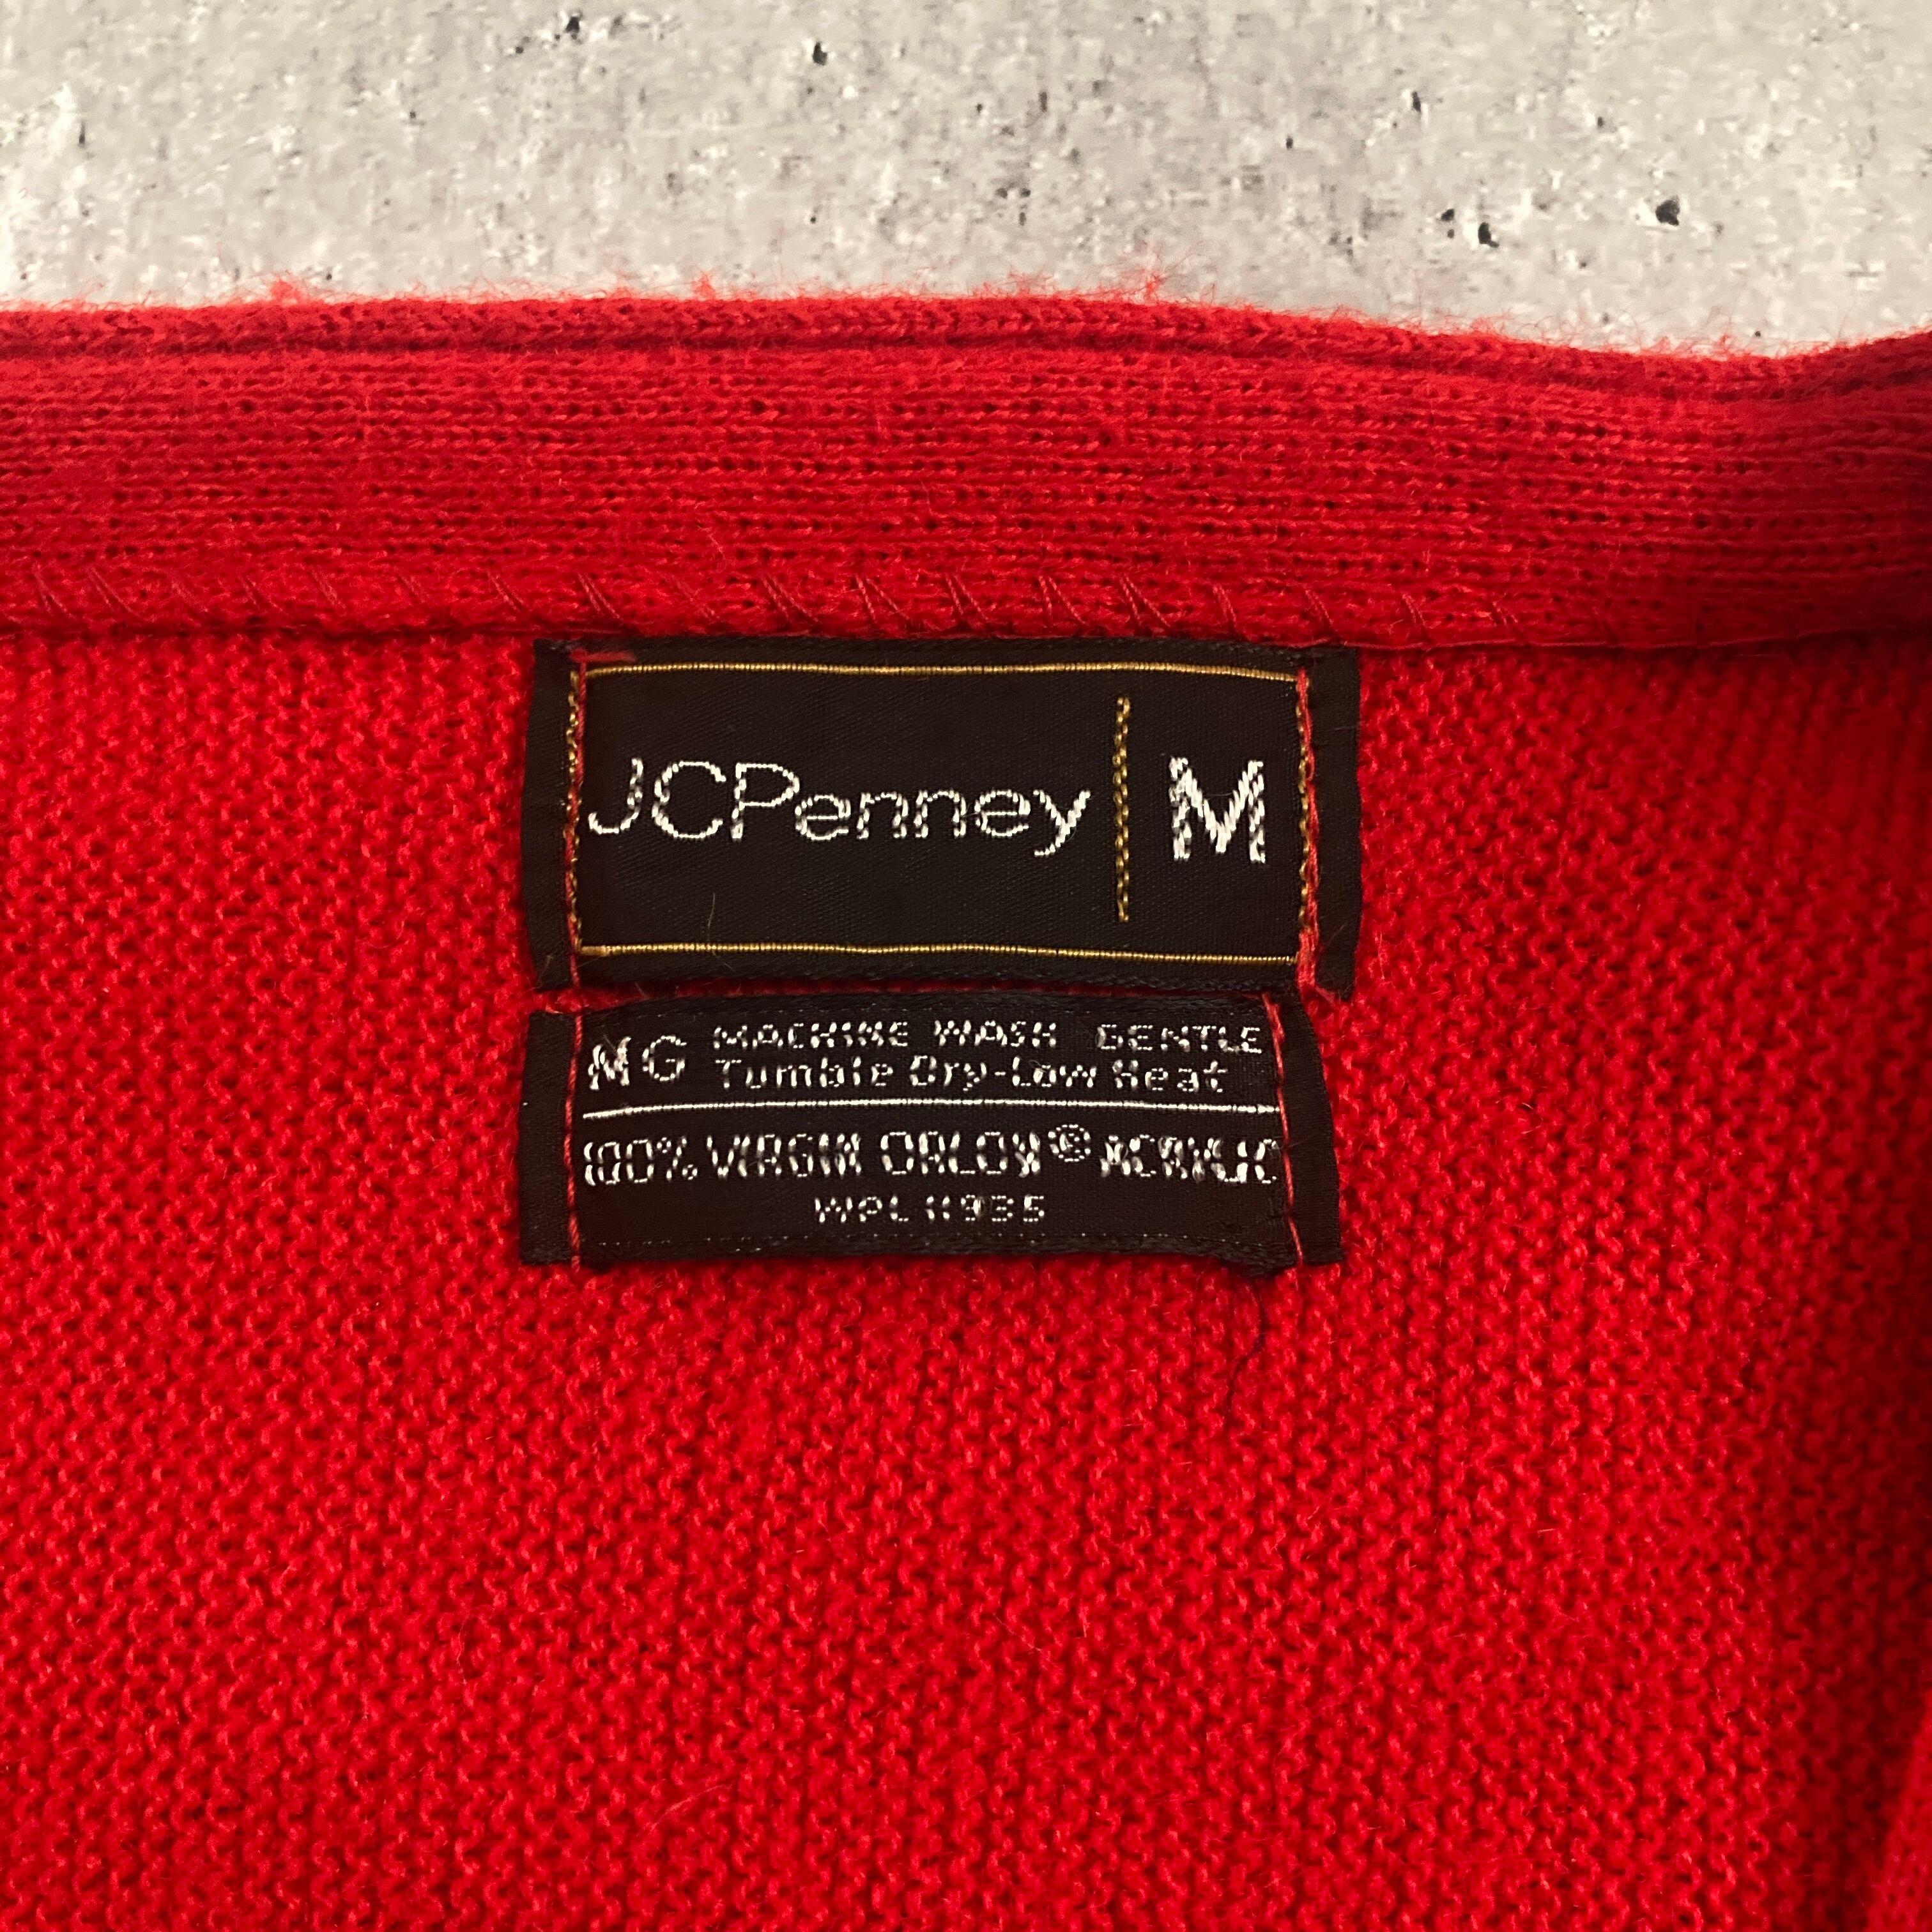 JCPenney M
MG MACHINE WASH GENTLE
Tumble Dry-Low Heat
100% VIRGIN ORLON® ACRYLIC
WPL 11935